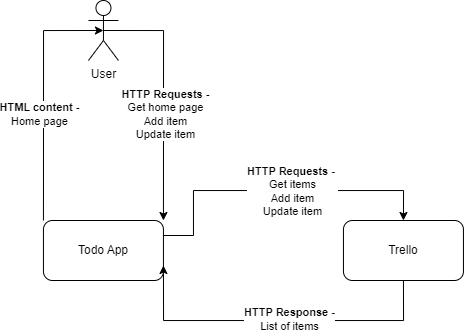 User
HTML content -
Home page
HTTP Requests -
Get home page
Add item
Update item
HTTP Requests -
Get items
Add item
Update item
Todo App
Trello
HTTP Response -
List of items